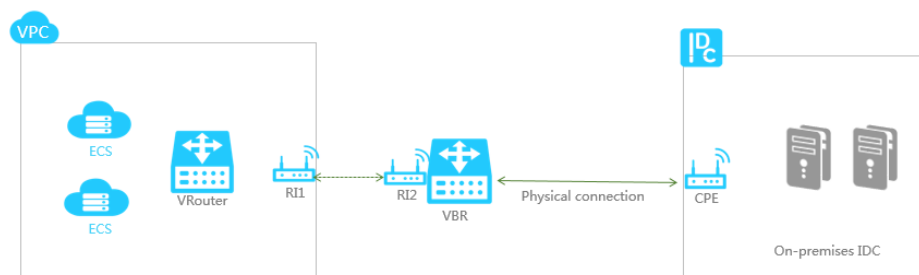 VPC
IDC
ECS
VRouter
RI1
RI2
VBR
Physical connection
CPE
ECS
On-premises IDC